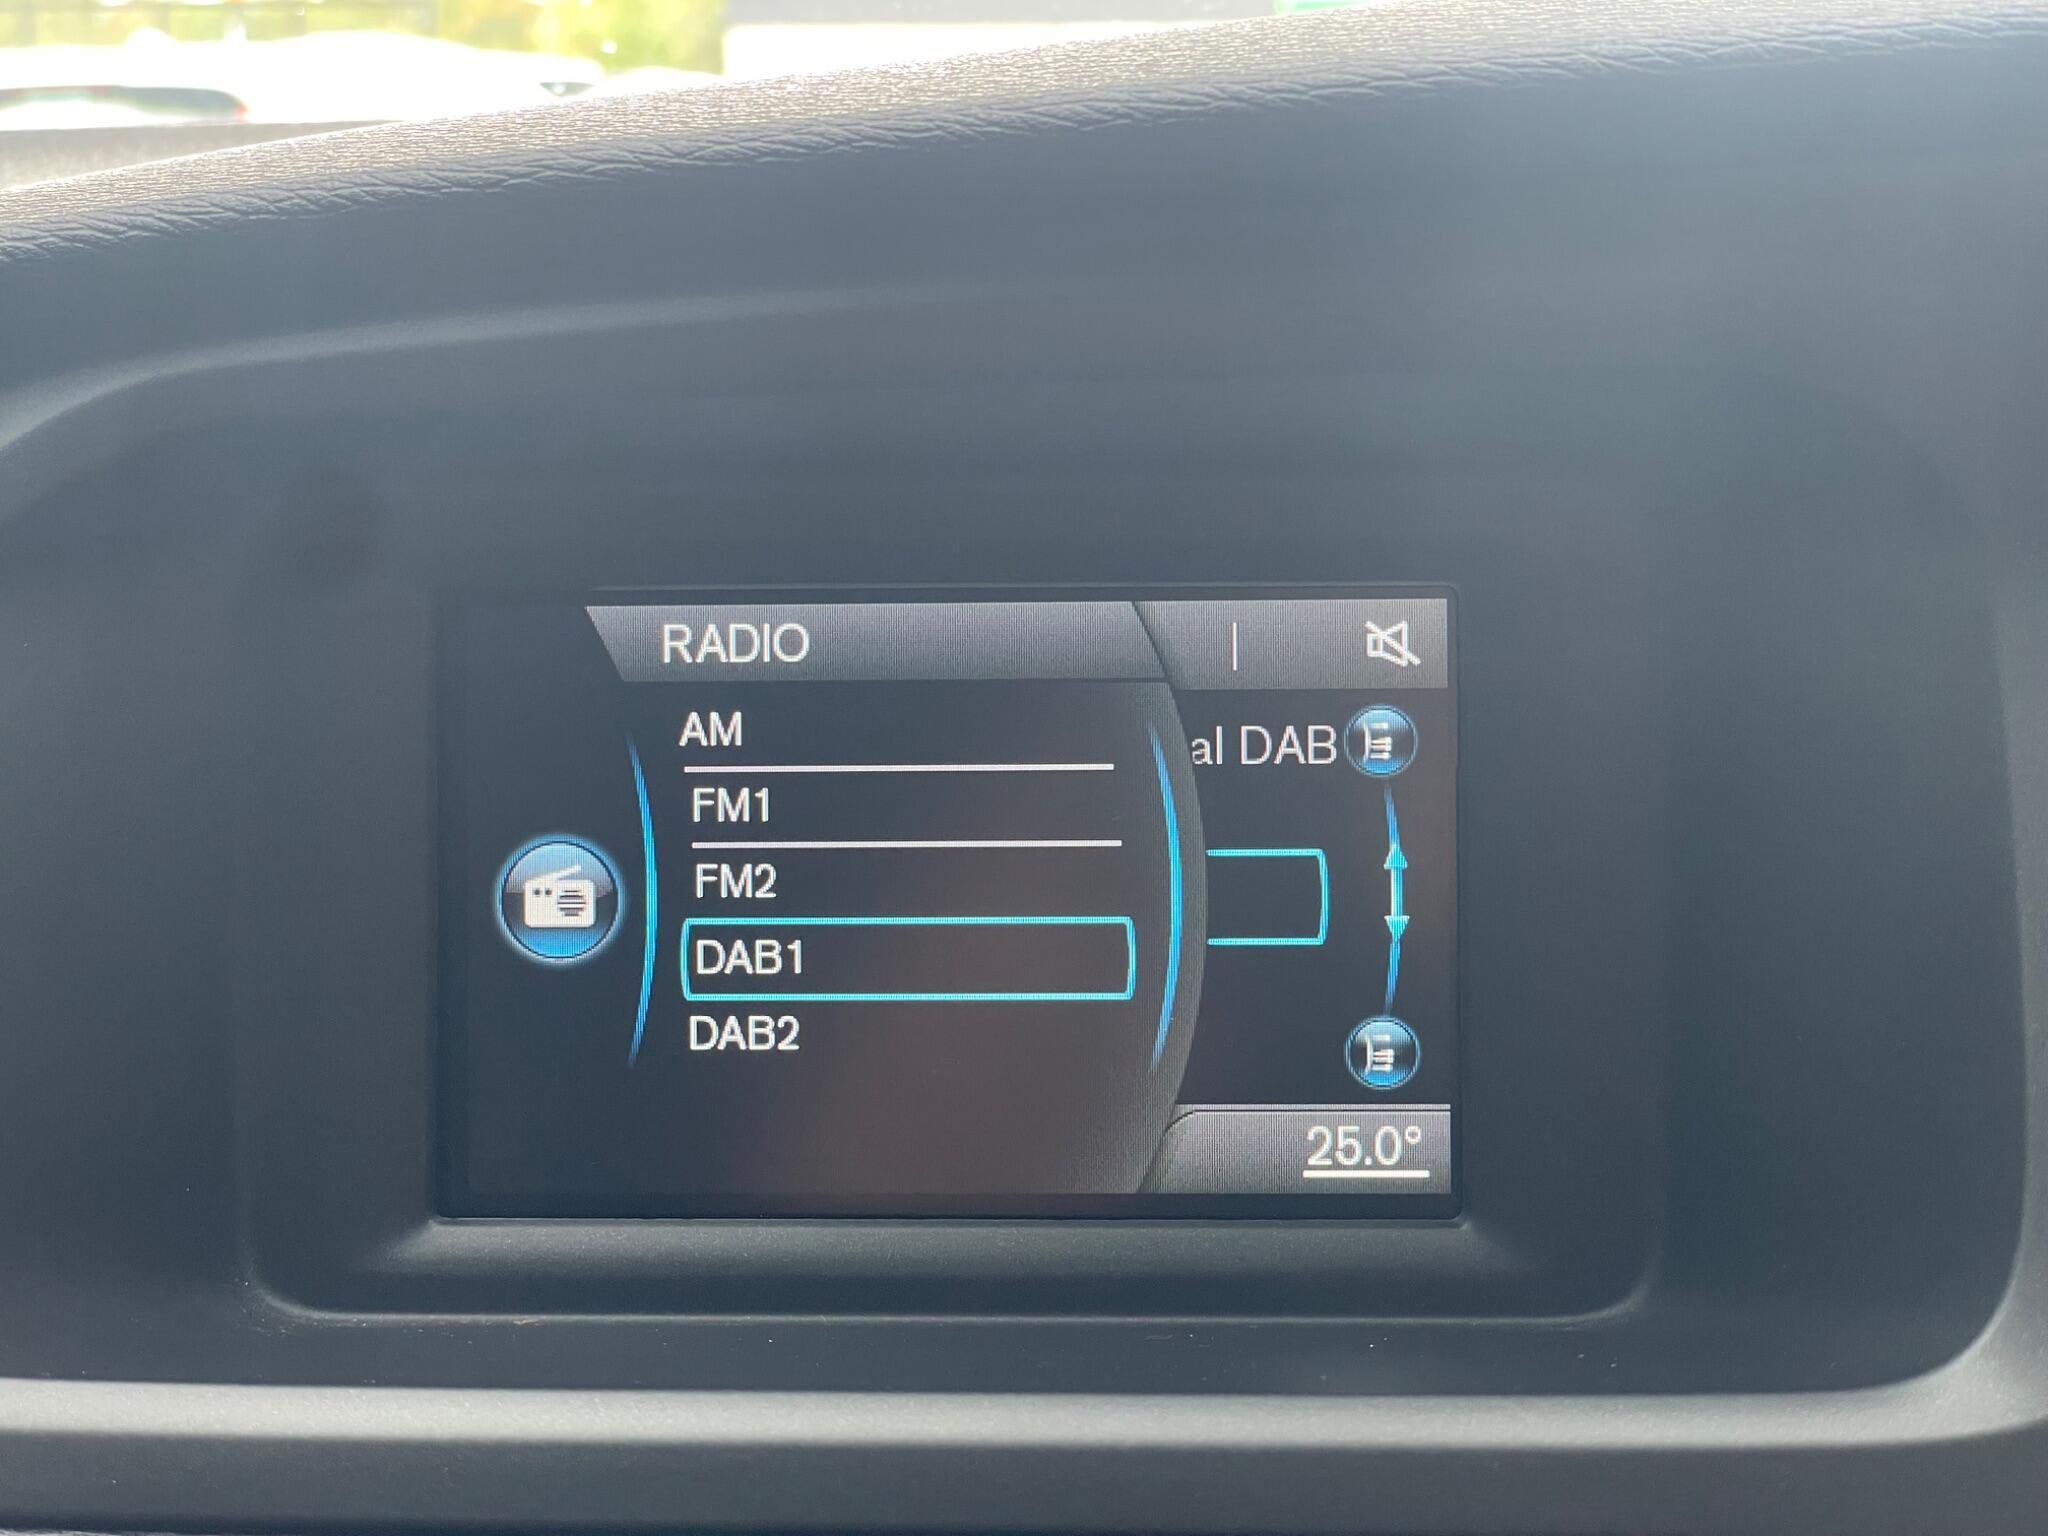 RADIO
AM
al DAB
FM1
FM2
DAB1
DAB2
25.0°